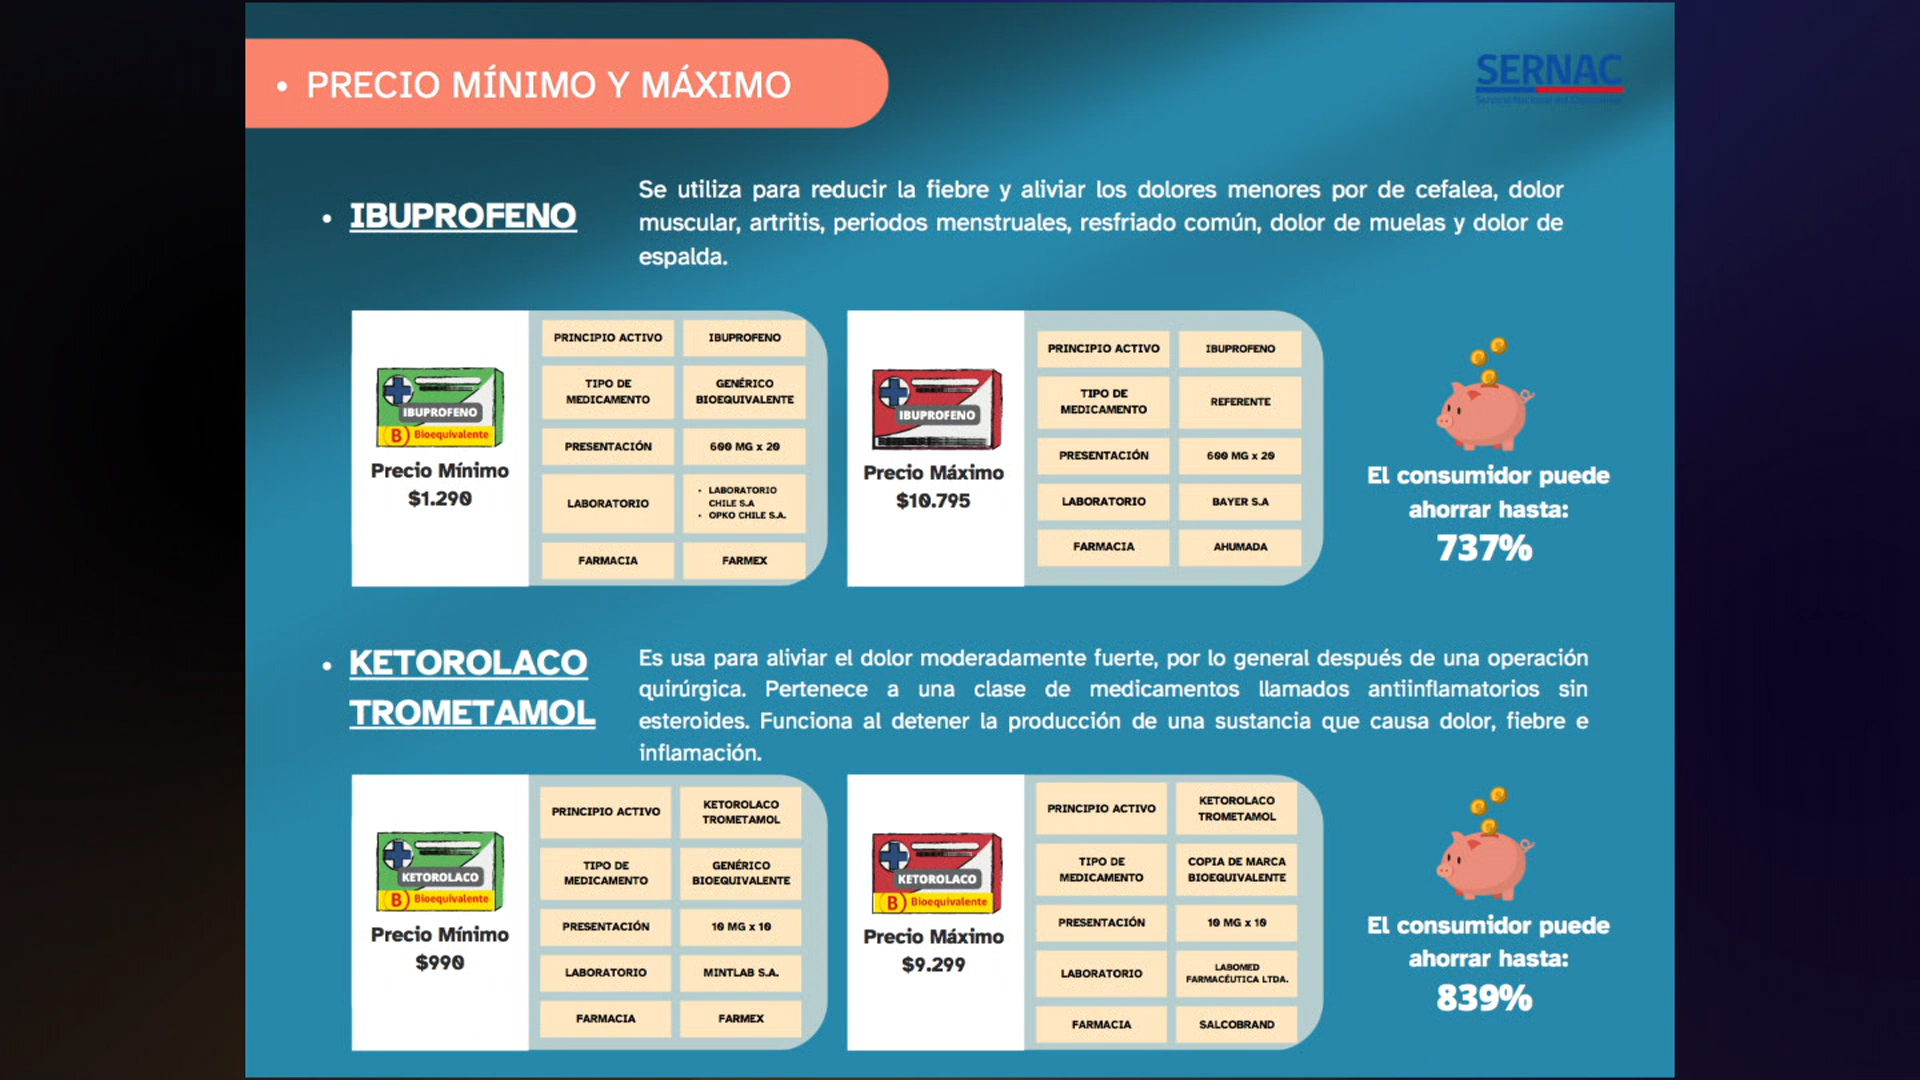 • PRECIO MÍNIMO Y MÁXIMO
SERNAC
Servicio Nacional del Consumidor
• IBUPROFENO
Se utiliza para reducir la fiebre y aliviar los dolores menores por de cefalea, dolor
muscular, artritis, periodos menstruales, resfriado común, dolor de muelas y dolor de
espalda.
IBUPROFENO
B Bioequivalente
Precio Mínimo
$1.290
PRINCIPIO ACTIVO IBUPROFENO
TIPO DE
MEDICAMENTO
GENÉRICO
BIOEQUIVALENTE
PRESENTACIÓN 600 MG x 20
LABORATORIO
• LABORATORIO
CHILE S.A
• OPKO CHILE S.A.
FARMACIA FARMEX
IBUPROFENO
Precio Máximo
$10.795
PRINCIPIO ACTIVO IBUPROFENO
TIPO DE
MEDICAMENTO
REFERENTE
PRESENTACIÓN 600 MG x 20
LABORATORIO BAYER S.A
FARMACIA AHUMADA
El consumidor puede
ahorrar hasta:
737%
• KETOROLACO
TROMETAMOL
Es usa para aliviar el dolor moderadamente fuerte, por lo general después de una operación
quirúrgica. Pertenece a una clase de medicamentos llamados antiinflamatorios sin
esteroides. Funciona al detener la producción de una sustancia que causa dolor, fiebre e
inflamación.
KETOROLACO
B Bioequivalente
Precio Mínimo
$990
PRINCIPIO ACTIVO
KETOROLACO
TROMETAMOL
TIPO DE
MEDICAMENTO
GENÉRICO
BIOEQUIVALENTE
PRESENTACIÓN 10 MG x 10
LABORATORIO MINTLAB S.A.
FARMACIA FARMEX
KETOROLACO
B Bioequivalente
Precio Máximo
$9.299
PRINCIPIO ACTIVO
KETOROLACO
TROMETAMOL
TIPO DE
MEDICAMENTO
COPIA DE MARCA
BIOEQUIVALENTE
PRESENTACIÓN 10 MG x 10
LABORATORIO
LABOMED
FARMACÉUTICA LTDA.
FARMACIA SALCOBRAND
El consumidor puede
ahorrar hasta:
839%